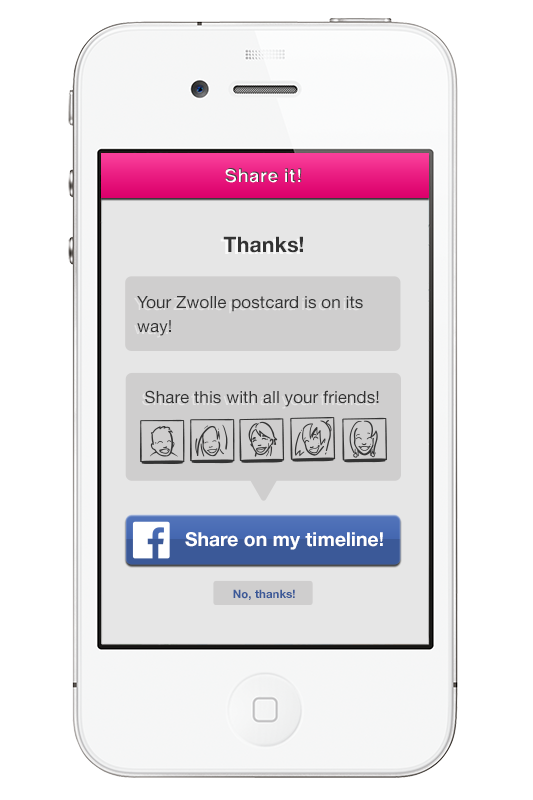 Share it!
Thanks!
Your Zwolle postcard is on its
way!
Share this with all your friends!
f Share on my timeline!
No, thanks!